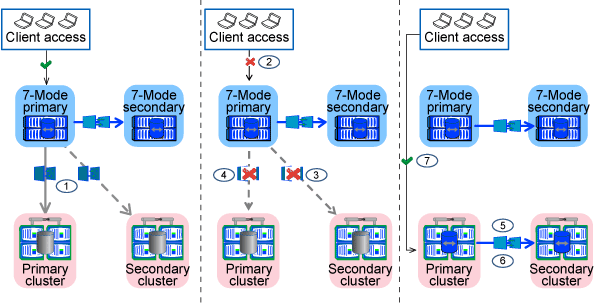 Client access
7-Mode
primary
7-Mode
secondary
1
Primary
cluster
Secondary
cluster
Client access
2
7-Mode
primary
7-Mode
secondary
4
3
Primary
cluster
Secondary
cluster
Client access
7-Mode
primary
7-Mode
secondary
7
5
6
Primary
cluster
Secondary
cluster